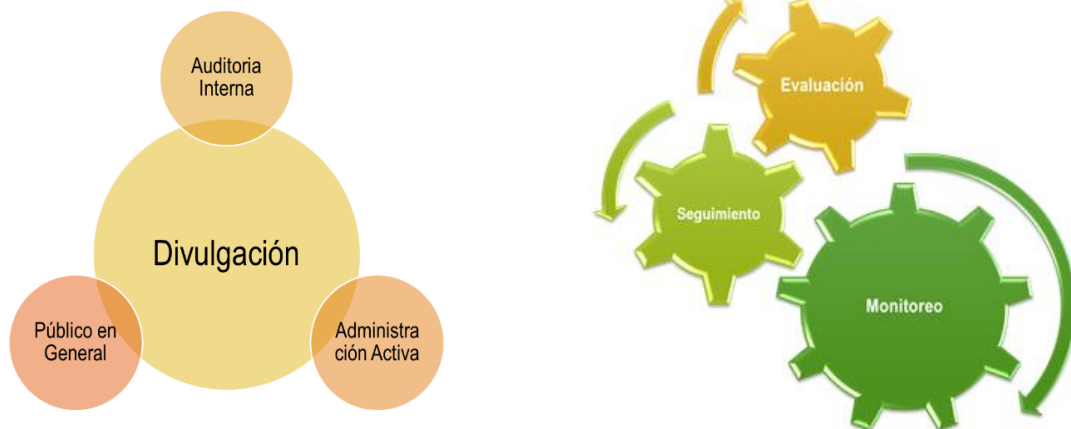 Auditoria
Interna
Divulgación
Público en
General
Administra
ción Activa
Evaluación
Seguimiento
Monitoreo